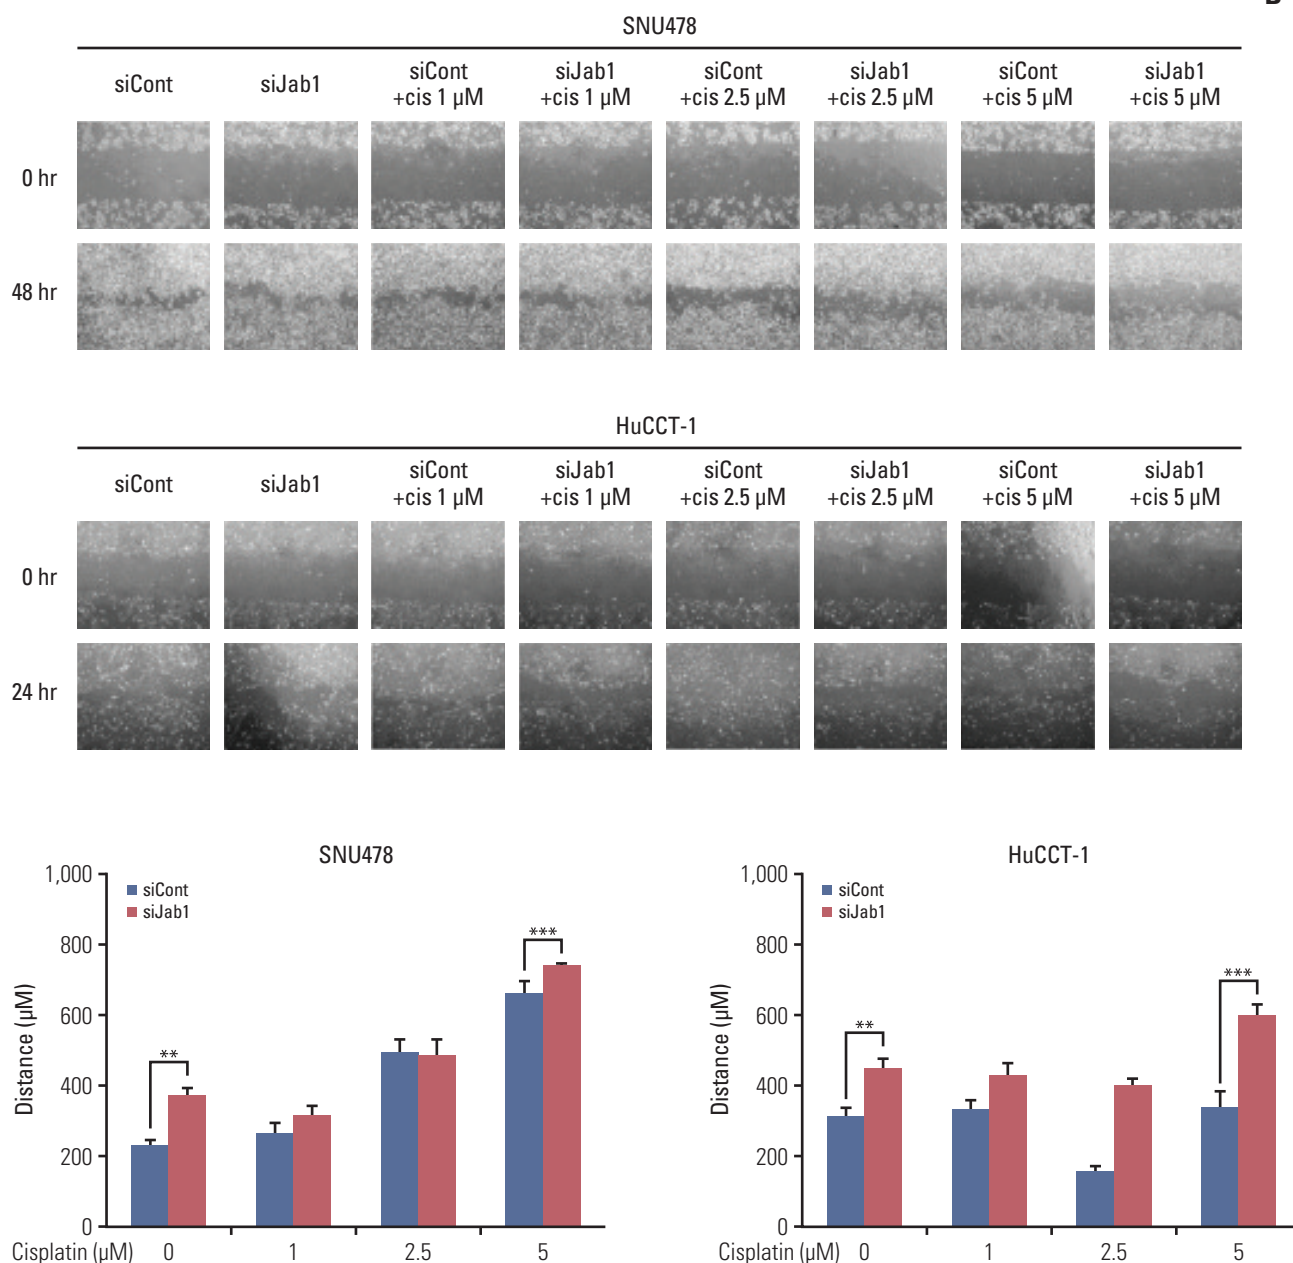 SNU478
siCont siJab1 siCont +cis 1 µM siJab1 +cis 1 µM siCont +cis 2.5 µM siJab1 +cis 2.5 µM siCont +cis 5 µM siJab1 +cis 5 µM
0 hr
48 hr
HuCCT-1
siCont siJab1 siCont +cis 1 µM siJab1 +cis 1 µM siCont +cis 2.5 µM siJab1 +cis 2.5 µM siCont +cis 5 µM siJab1 +cis 5 µM
0 hr
24 hr
SNU478
siCont
siJab1
Distance (µM)
1,000
800
600
400
200
0
**
***
Cisplatin (µM) 0 1 2.5 5
HuCCT-1
siCont
siJab1
Distance (µM)
1,000
800
600
400
200
0
**
***
Cisplatin (µM) 0 1 2.5 5